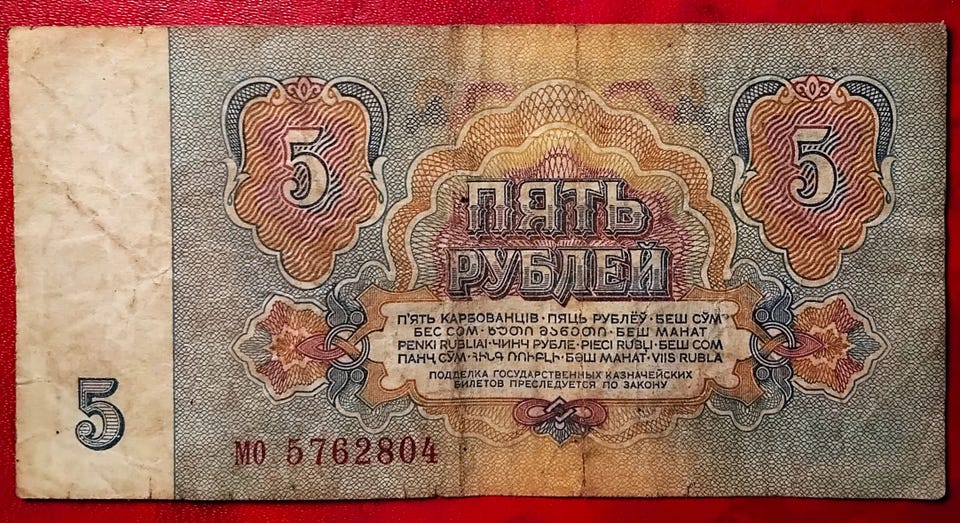 5 5
ПЯТЬ
РУБЛЕЙ
П'ЯТЬ КАРБОВАНЦІВ · ПЯЦЬ РУБЛЁЎ · БЕШ СЎМ
БЕС СОМ · ხუთი მანეთი · БЕШ МАНАТ
PENKI RUBLIAI · ЧИНЧ РУБЛЕ · PIECI RUBĻI · БЕШ СОМ
ПАНҶ СӮМ · ՀԻՆԳ ՌՈՒԲԼԻ · БӘШ МАНАТ · VIIS RUBLA
ПОДДЕЛКА ГОСУДАРСТВЕННЫХ КАЗНАЧЕЙСКИХ
БИЛЕТОВ ПРЕСЛЕДУЕТСЯ ПО ЗАКОНУ
5
МО 5762804